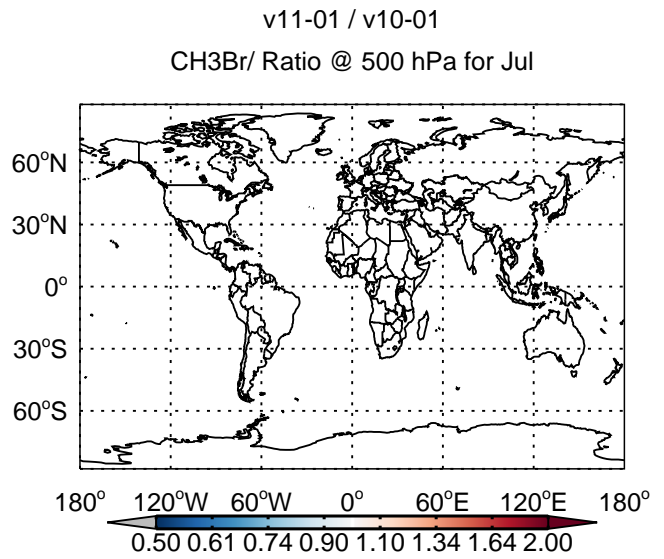 v11-01 / v10-01
CH3Br/ Ratio @ 500 hPa for Jul
60°N
30°N
0°
30°S
60°S
180° 120°W 60°W 0° 60°E 120°E 180°
0.50 0.61 0.74 0.90 1.10 1.34 1.64 2.00